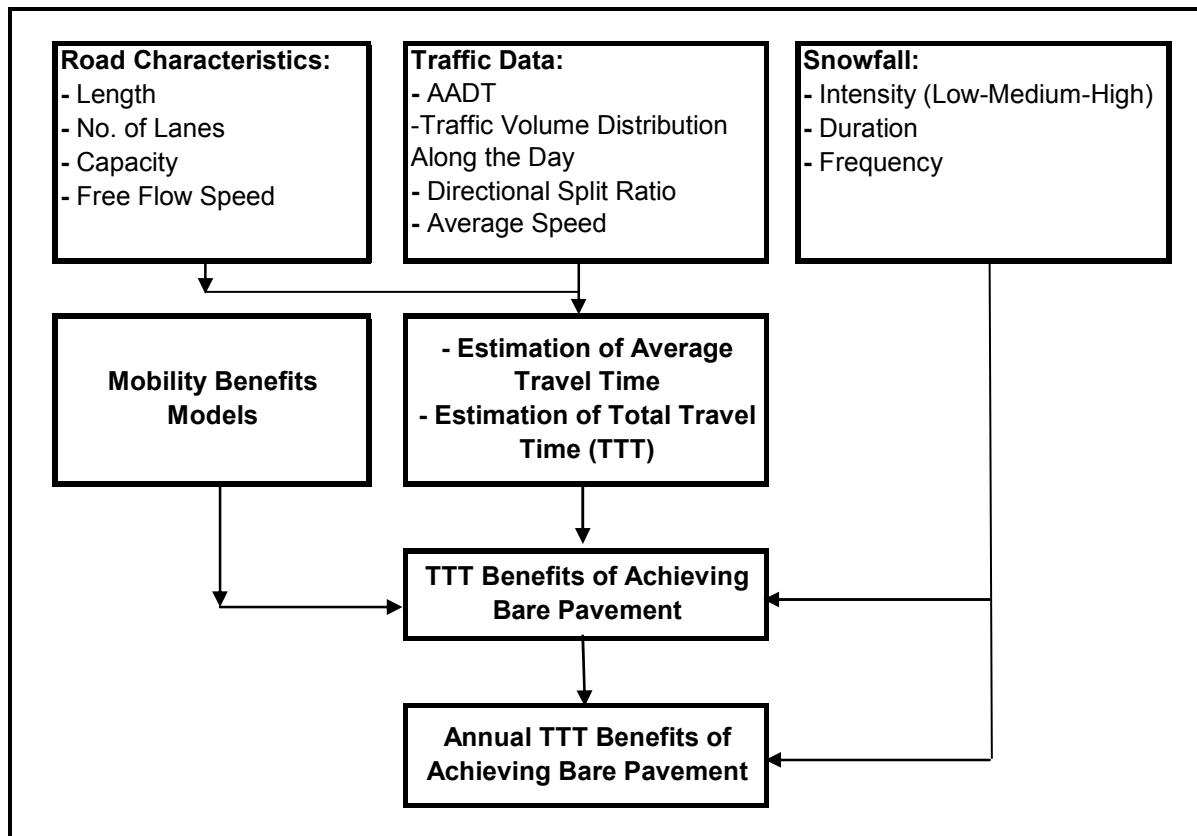 Road Characteristics:
- Length
- No. of Lanes
- Capacity
- Free Flow Speed
Traffic Data:
- AADT
-Traffic Volume Distribution
Along the Day
- Directional Split Ratio
- Average Speed
Snowfall:
- Intensity (Low-Medium-High)
- Duration
- Frequency
Mobility Benefits
Models
- Estimation of Average
Travel Time
- Estimation of Total Travel
Time (TTT)
TTT Benefits of Achieving
Bare Pavement
Annual TTT Benefits of
Achieving Bare Pavement